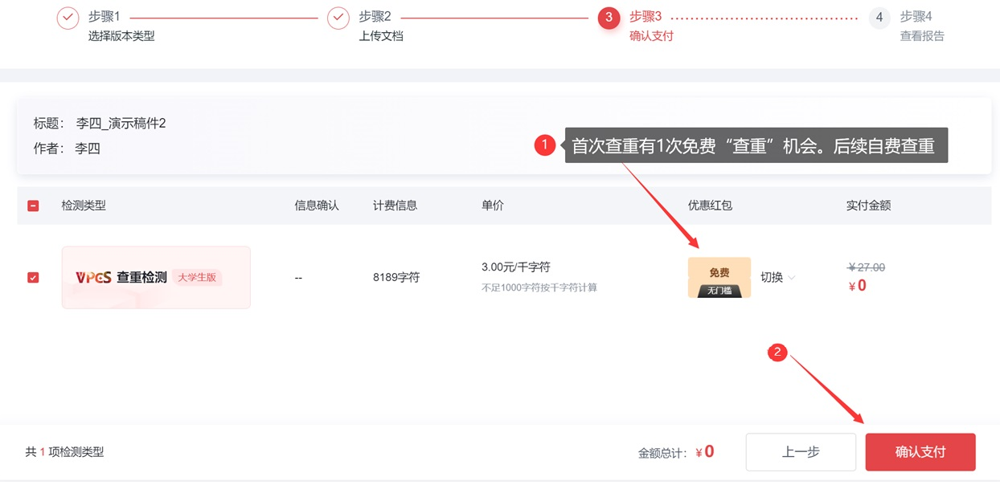 步骤1
选择版本类型
步骤2
上传文档
3 步骤3
确认支付
4 步骤4
查看报告
标题： 李四_演示稿件2
作者： 李四
1 首次查重有1次免费“查重”机会。后续自费查重
检测类型 信息确认 计费信息 单价 优惠红包 实付金额
VPCS 查重检测 大学生版
--
8189字符
3.00元/千字符
不足1000字符按千字符计算
免费
无门槛
切换
¥27.00
¥0
2
共 1 项检测类型
金额总计： ¥0
上一步
确认支付